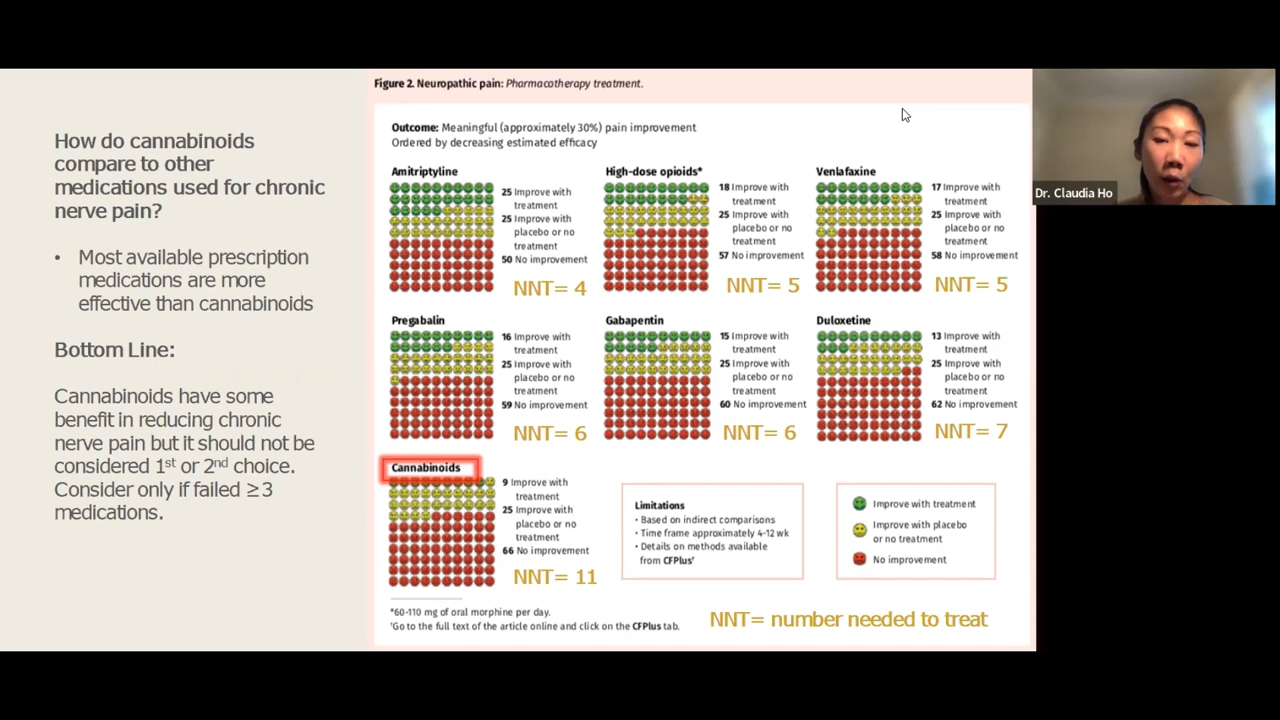 How do cannabinoids
compare to other
medications used for chronic
nerve pain?
• Most available prescription
medications are more
effective than cannabinoids
Bottom Line:
Cannabinoids have some
benefit in reducing chronic
nerve pain but it should not be
considered 1st or 2nd choice.
Consider only if failed ≥3
medications.
Figure 2. Neuropathic pain: Pharmacotherapy treatment.
Outcome: Meaningful (approximately 30%) pain improvement
Ordered by decreasing estimated efficacy
Amitriptyline
25 Improve with
treatment
25 Improve with
placebo or no
treatment
50 No improvement
NNT= 4
High-dose opioids*
18 Improve with
treatment
25 Improve with
placebo or no
treatment
57 No improvement
NNT= 5
Venlafaxine
17 Improve with
treatment
25 Improve with
placebo or no
treatment
58 No improvement
NNT= 5
Pregabalin
16 Improve with
treatment
25 Improve with
placebo or no
treatment
59 No improvement
NNT= 6
Gabapentin
15 Improve with
treatment
25 Improve with
placebo or no
treatment
60 No improvement
NNT= 6
Duloxetine
13 Improve with
treatment
25 Improve with
placebo or no
treatment
62 No improvement
NNT= 7
Cannabinoids
9 Improve with
treatment
25 Improve with
placebo or no
treatment
66 No improvement
NNT= 11
Limitations
• Based on indirect comparisons
• Time frame approximately 4-12 wk
• Details on methods available
from CFPlus†
Improve with treatment
Improve with placebo
or no treatment
No improvement
*60-110 mg of oral morphine per day.
†Go to the full text of the article online and click on the CFPlus tab.
NNT= number needed to treat
Dr. Claudia Ho